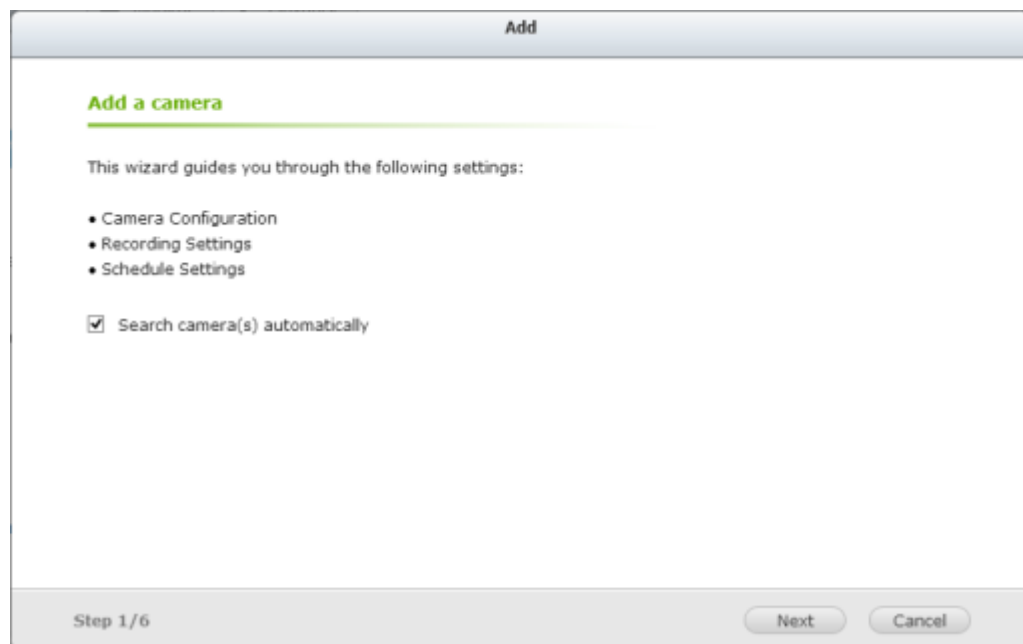 Add
Add a camera
This wizard guides you through the following settings:
• Camera Configuration
• Recording Settings
• Schedule Settings
Search camera(s) automatically
Step 1/6
Next
Cancel